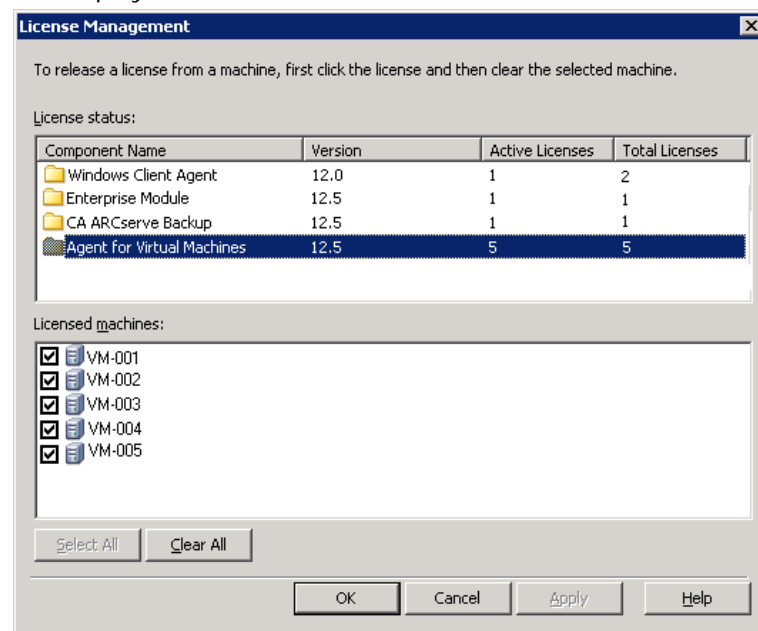 License Management
To release a license from a machine, first click the license and then clear the selected machine.
License status:
Component Name Version Active Licenses Total Licenses
Windows Client Agent 12.0 1 2
Enterprise Module 12.5 1 1
CA ARCserve Backup 12.5 1 1
Agent for Virtual Machines 12.5 5 5
Licensed machines:
VM-001
VM-002
VM-003
VM-004
VM-005
Select All Clear All
OK Cancel Apply Help